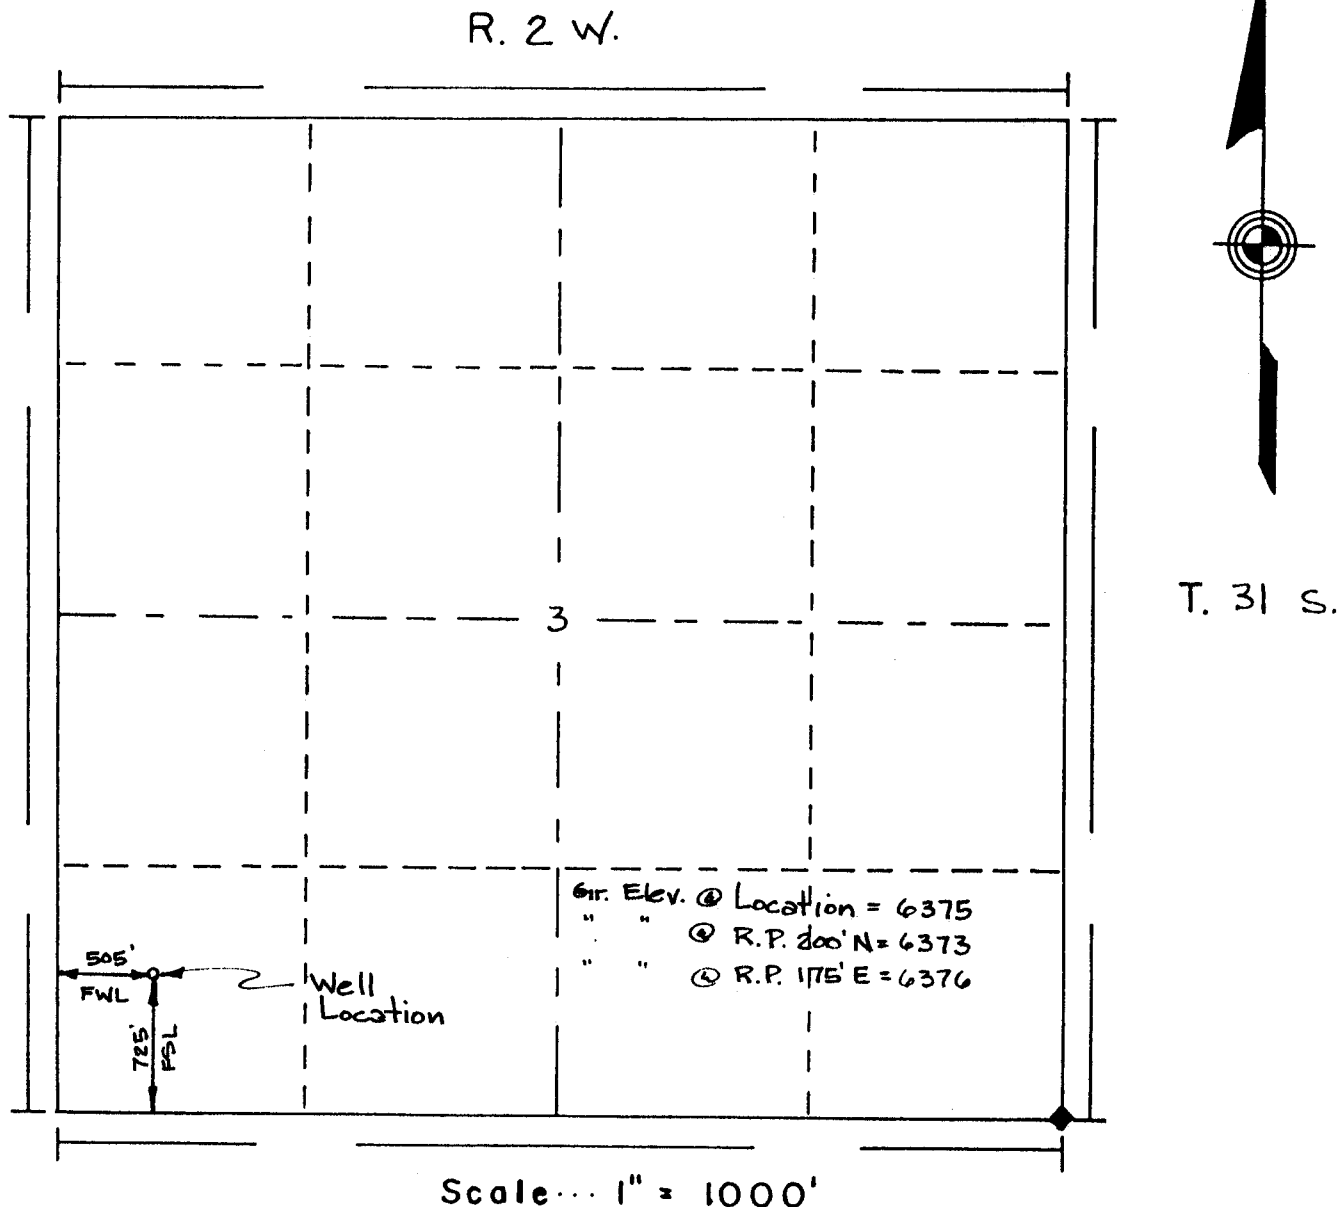 R. 2 W.
T. 31 S.
3
Gr. Elev. @ Location = 6375
" " @ R.P. 200' N = 6373
" " @ R.P. 175' E = 6376
505'
FWL
725'
FSL
Well
Location
Scale... 1" = 1000'